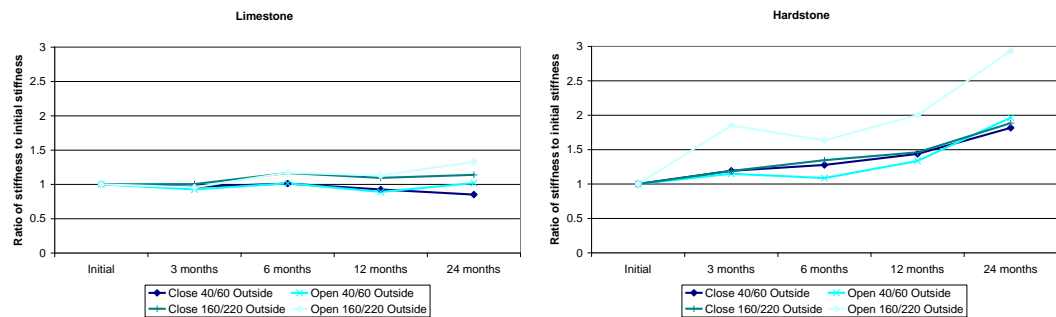 Limestone
Ratio of stiffness to initial stiffness
3
2.5
2
1.5
1
0.5
0
Initial 3 months 6 months 12 months 24 months
Close 40/60 Outside Open 40/60 Outside
Close 160/220 Outside Open 160/220 Outside
Hardstone
Ratio of stiffness to initial stiffness
3
2.5
2
1.5
1
0.5
0
Initial 3 months 6 months 12 months 24 months
Close 40/60 Outside Open 40/60 Outside
Close 160/220 Outside Open 160/220 Outside